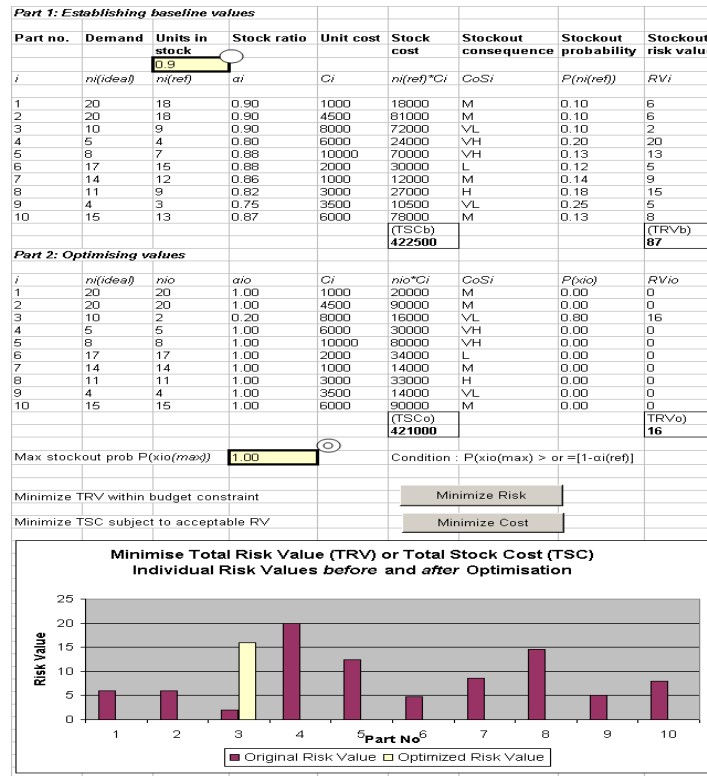 Part 1: Establishing baseline values
Part no. Demand Units in stock Stock ratio Unit cost Stock cost Stockout consequence Stockout probability Stockout risk valu
0.9
i ni(ideal) ni(ref) αi Ci ni(ref)*Ci CoSi P(ni(ref)) RVi
1 20 18 0.90 1000 18000 M 0.10 6
2 20 18 0.90 4500 81000 M 0.10 6
3 10 9 0.90 8000 72000 VL 0.10 2
4 5 4 0.80 6000 24000 VH 0.20 20
5 8 7 0.88 10000 70000 VH 0.13 13
6 17 15 0.88 2000 30000 L 0.12 5
7 14 12 0.86 1000 12000 M 0.14 9
8 11 9 0.82 3000 27000 H 0.18 15
9 4 3 0.75 3500 10500 VL 0.25 5
10 15 13 0.87 6000 78000 M 0.13 8
(TSCb) (TRVb)
422500 87
Part 2: Optimising values
i ni(ideal) nio αio Ci nio*Ci CoSi P(xio) RVio
1 20 20 1.00 1000 20000 M 0.00 0
2 20 20 1.00 4500 90000 M 0.00 0
3 10 2 0.20 8000 16000 VL 0.80 16
4 5 5 1.00 6000 30000 VH 0.00 0
5 8 8 1.00 10000 80000 VH 0.00 0
6 17 17 1.00 2000 34000 L 0.00 0
7 14 14 1.00 1000 14000 M 0.00 0
8 11 11 1.00 3000 33000 H 0.00 0
9 4 4 1.00 3500 14000 VL 0.00 0
10 15 15 1.00 6000 90000 M 0.00 0
(TSCo) TRVo)
421000 16
Max stockout prob P(xio(max)) 1.00 Condition : P(xio(max) > or =[1-αi(ref)]
Minimize TRV within budget constraint Minimize Risk
Minimize TSC subject to acceptable RV Minimize Cost
Minimise Total Risk Value (TRV) or Total Stock Cost (TSC)
Individual Risk Values before and after Optimisation
Risk Value
25
20
15
10
5
0
1 2 3 4 5 6 7 8 9 10
Part No
Original Risk Value Optimized Risk Value